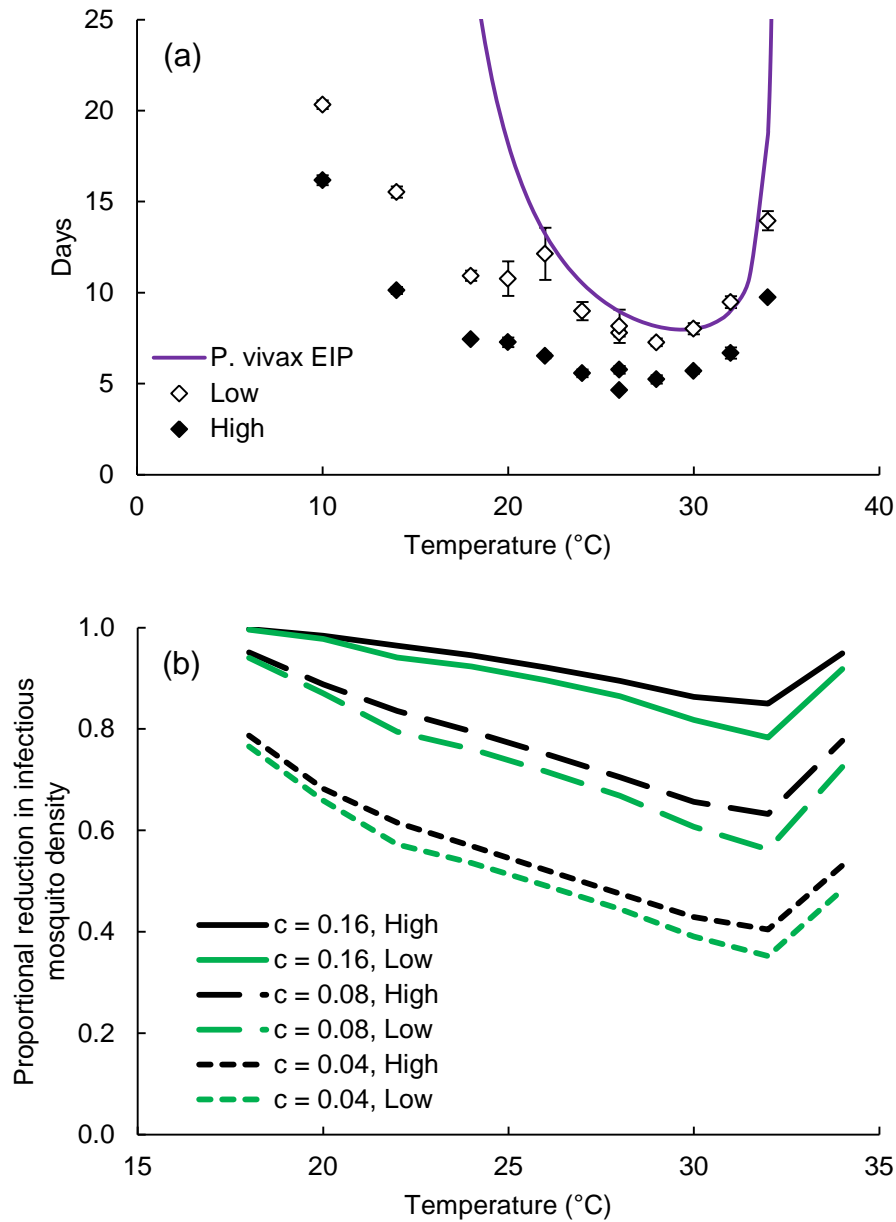 25
(a)
20
15
Days
10
P. vivax EIP
5
Low
High
0
0
10
20
30
40
Temperature (°C)
1.0
(b)
0.8
Proportional reduction in infectious
mosquito density
0.6
0.4
c = 0.16, High
c = 0.16, Low
c = 0.08, High
0.2
c = 0.08, Low
c = 0.04, High
c = 0.04, Low
0.0
15
20
25
30
35
Temperature (°C)